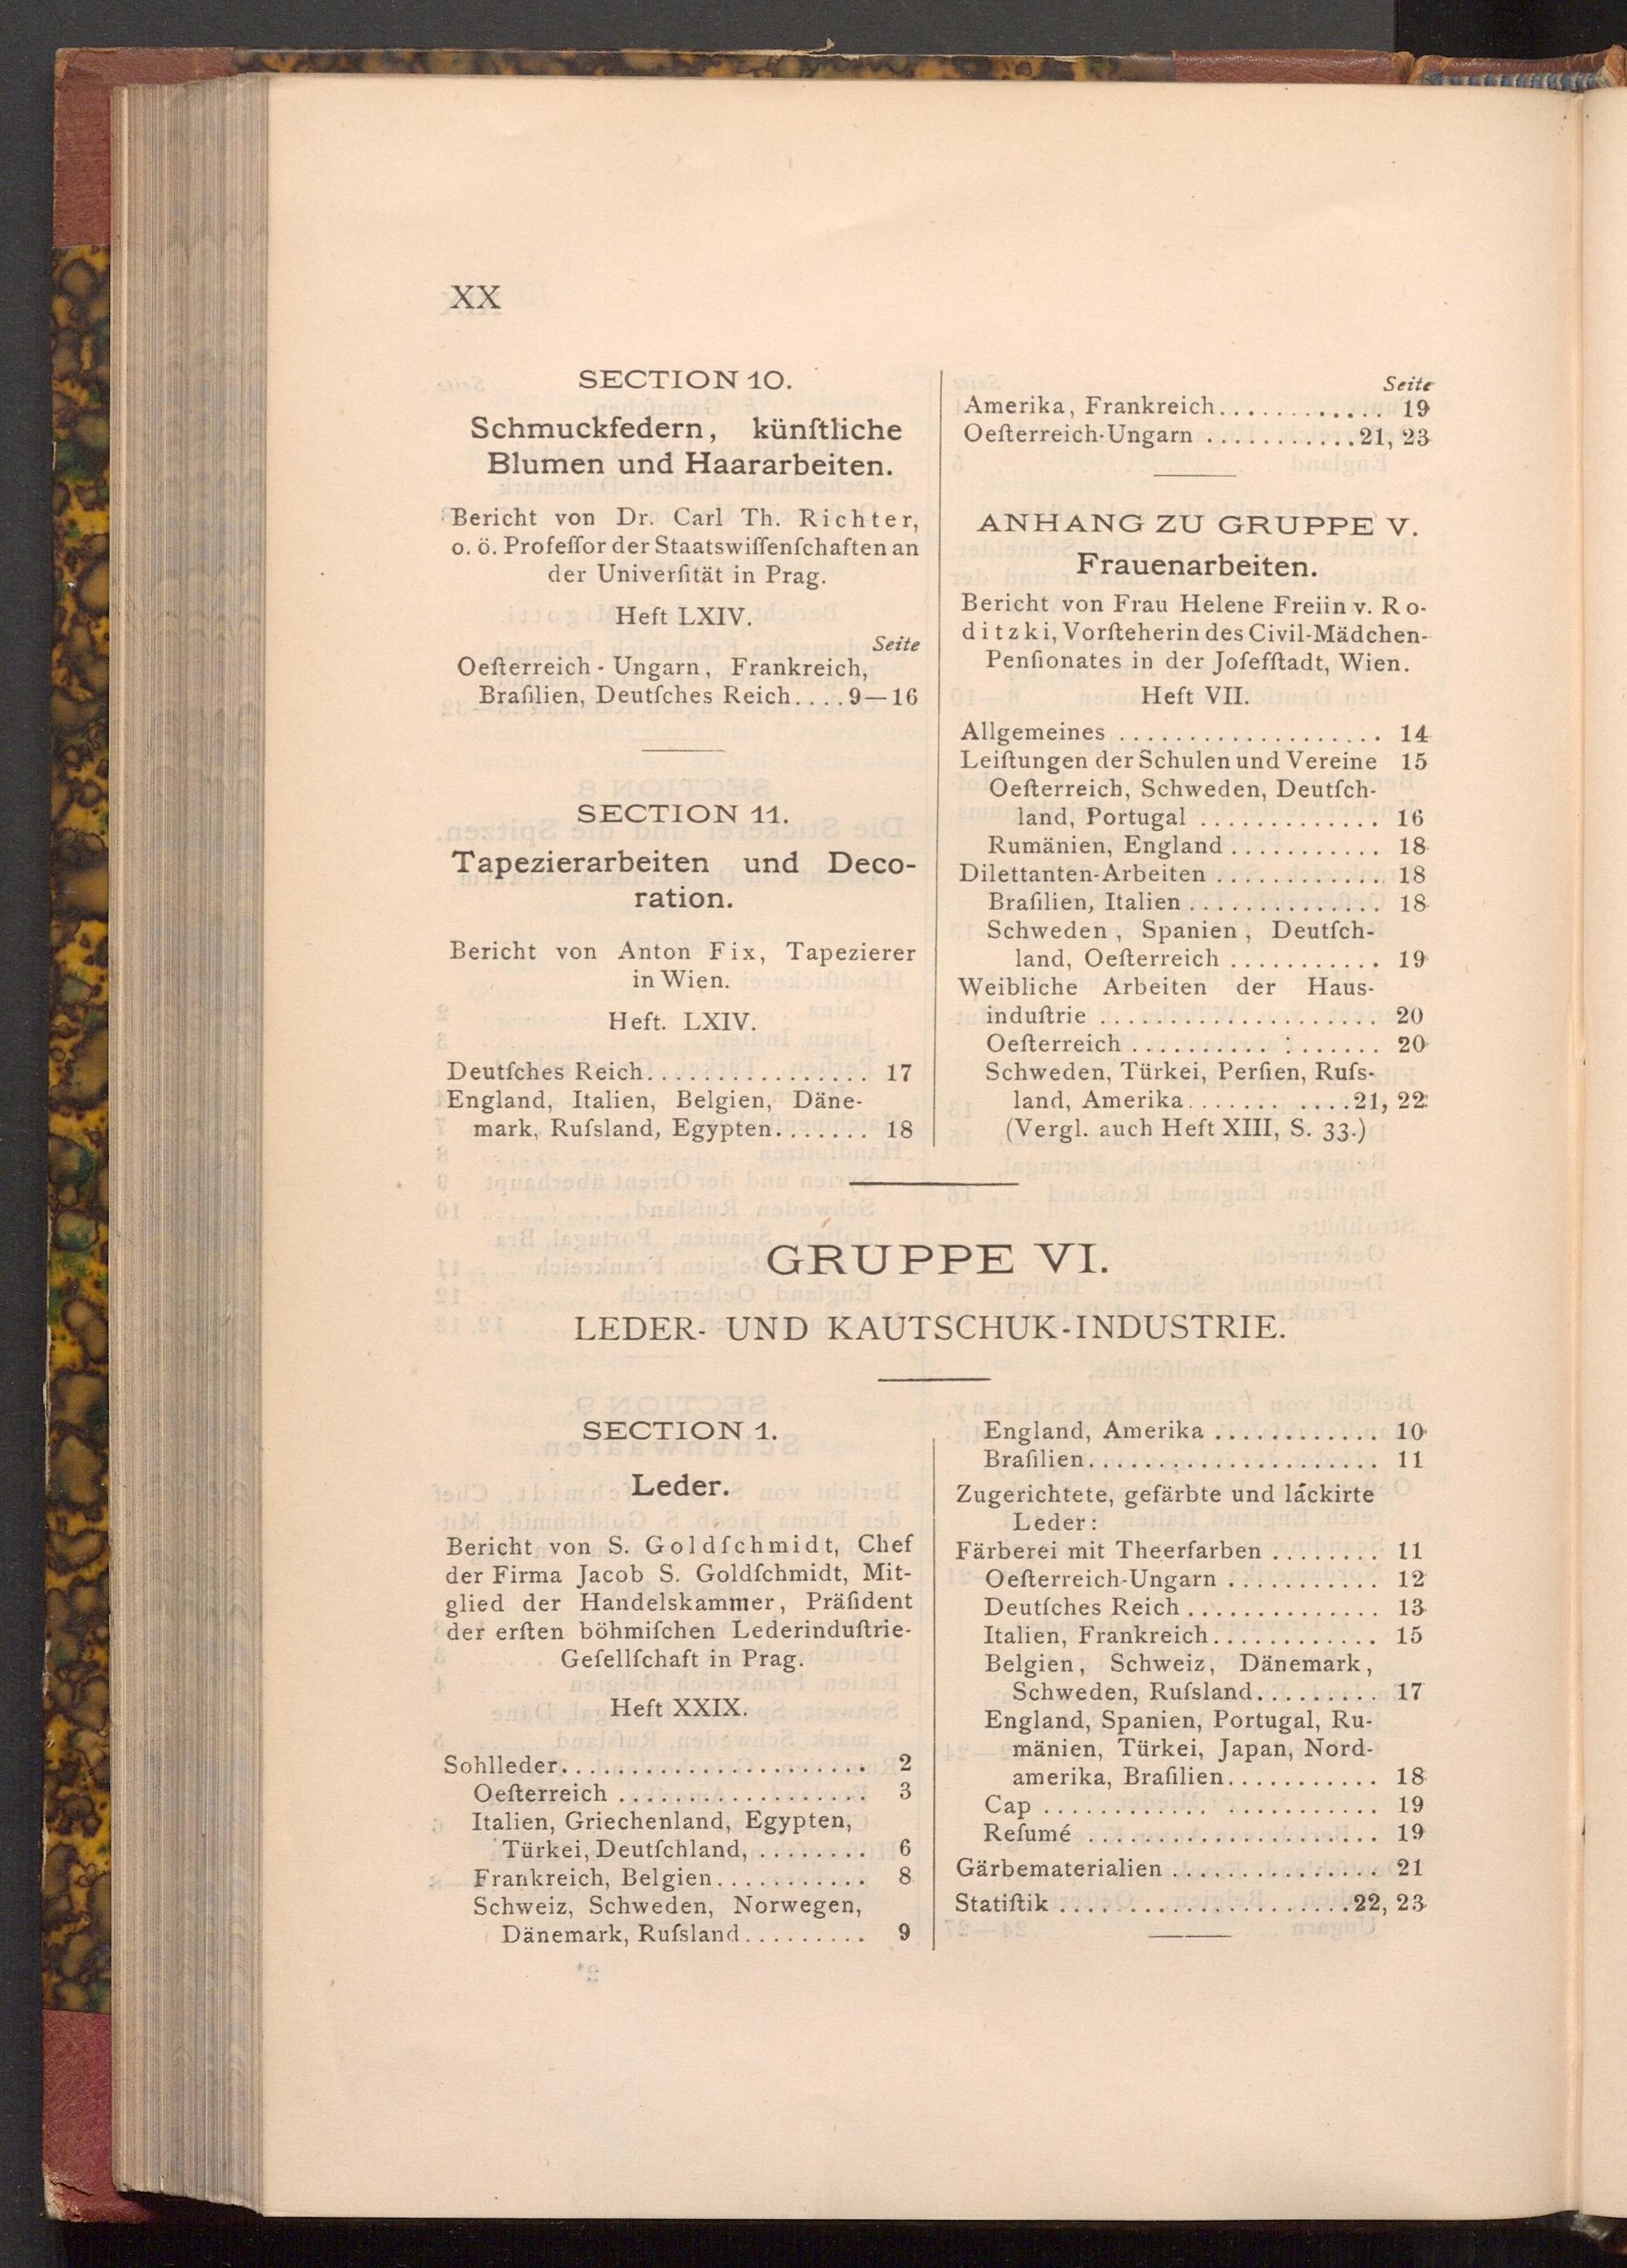 XX
SECTION 10.
Schmuckfedern, künſtliche
Blumen und Haararbeiten.
Bericht von Dr. Carl Th. Richter,
o. ö. Profeſſor der Staatswiſſenſchaften an
der Univerſität in Prag.
Heft LXIV.
Seite
Oeſterreich - Ungarn, Frankreich,
Braſilien, Deutſches Reich....9—16
SECTION 11.
Tapezierarbeiten und Deco-
ration.
Bericht von Anton Fix, Tapezierer
in Wien.
Heft. LXIV.
Deutſches Reich................ 17
England, Italien, Belgien, Däne-
mark, Ruſsland, Egypten....... 18
Seite
Amerika, Frankreich............ 19
Oeſterreich-Ungarn ...........21, 23
ANHANG ZU GRUPPE V.
Frauenarbeiten.
Bericht von Frau Helene Freiin v. Ro-
ditzki, Vorſteherin des Civil-Mädchen-
Penſionates in der Joſefſtadt, Wien.
Heft VII.
Allgemeines ................... 14
Leiſtungen der Schulen und Vereine 15
Oeſterreich, Schweden, Deutſch-
land, Portugal ............. 16
Rumänien, England ........... 18
Dilettanten-Arbeiten ............ 18
Braſilien, Italien .............. 18
Schweden, Spanien, Deutſch-
land, Oeſterreich ........... 19
Weibliche Arbeiten der Haus-
induſtrie .................... 20
Oeſterreich .................. 20
Schweden, Türkei, Perſien, Ruſs-
land, Amerika...........21, 22
(Vergl. auch Heft XIII, S. 33.)
GRUPPE VI.
LEDER- UND KAUTSCHUK-INDUSTRIE.
SECTION 1.
Leder.
Bericht von S. Goldſchmidt, Chef
der Firma Jacob S. Goldſchmidt, Mit-
glied der Handelskammer, Präſident
der erſten böhmiſchen Lederinduſtrie-
Geſellſchaft in Prag.
Heft XXIX.
Sohlleder...................... 2
Oeſterreich .................. 3
Italien, Griechenland, Egypten,
Türkei, Deutſchland, ........ 6
Frankreich, Belgien........... 8
Schweiz, Schweden, Norwegen,
Dänemark, Ruſsland......... 9
England, Amerika ............ 10
Braſilien..................... 11
Zugerichtete, gefärbte und lackirte
Leder:
Färberei mit Theerfarben ........ 11
Oeſterreich-Ungarn ........... 12
Deutſches Reich .............. 13
Italien, Frankreich............ 15
Belgien, Schweiz, Dänemark,
Schweden, Ruſsland......... 17
England, Spanien, Portugal, Ru-
mänien, Türkei, Japan, Nord-
amerika, Braſilien........... 18
Cap ....................... 19
Reſumé ..................... 19
Gärbematerialien ............... 21
Statiſtik .....................22, 23